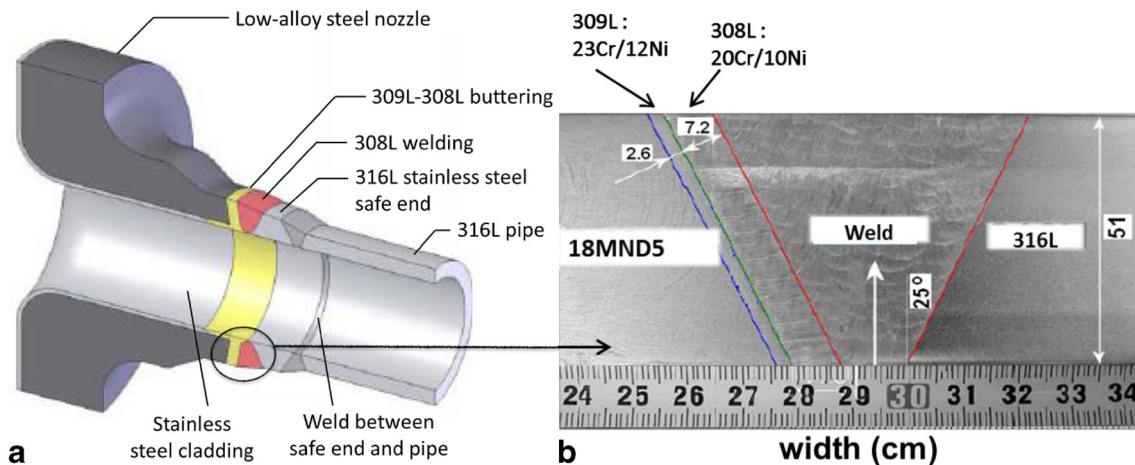 Low-alloy steel nozzle
309L-308L buttering
308L welding
316L stainless steel
safe end
316L pipe
Stainless
steel cladding
Weld between
safe end and pipe
a
309L :
23Cr/12Ni
308L :
20Cr/10Ni
7.2
2.6
18MND5
Weld
316L
25°
51
24 25 26 27 28 29 30 31 32 33 34
width (cm)
b